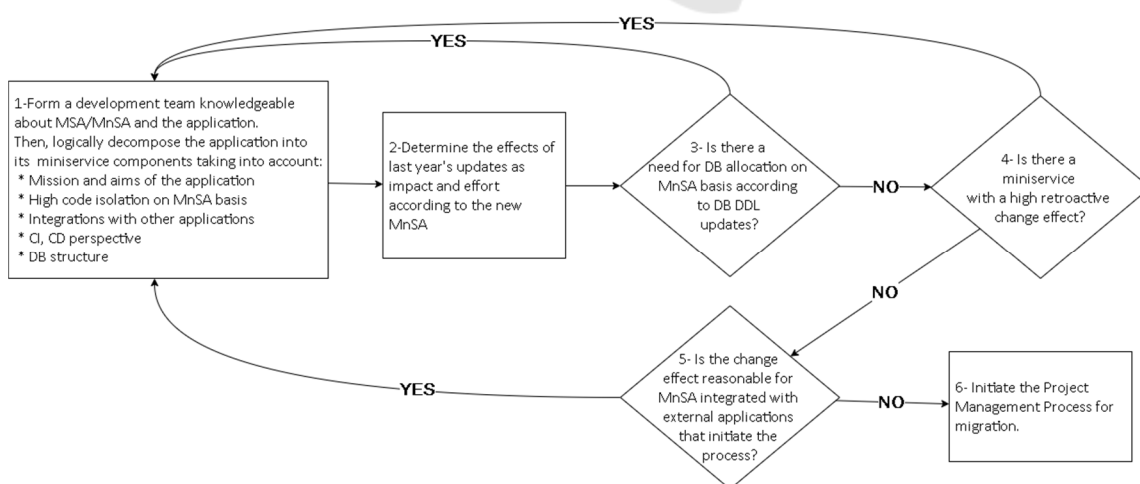 YES
YES
1-Form a development team knowledgeable
about MSA/MnSA and the application.
Then, logically decompose the application into
its miniservice components taking into account:
* Mission and aims of the application
* High code isolation on MnSA basis
* Integrations with other applications
* CI, CD perspective
* DB structure
2-Determine the effects of
last year's updates as
impact and effort
according to the new
MnSA
3- Is there a
need for DB allocation on
MnSA basis according
to DB DDL
updates?
NO
4- Is there a
miniservice
with a high retroactive
change effect?
NO
5- Is the change
effect reasonable for
MnSA integrated with
external applications
that initiate the
process?
YES
NO
6- Initiate the Project
Management Process for
migration.